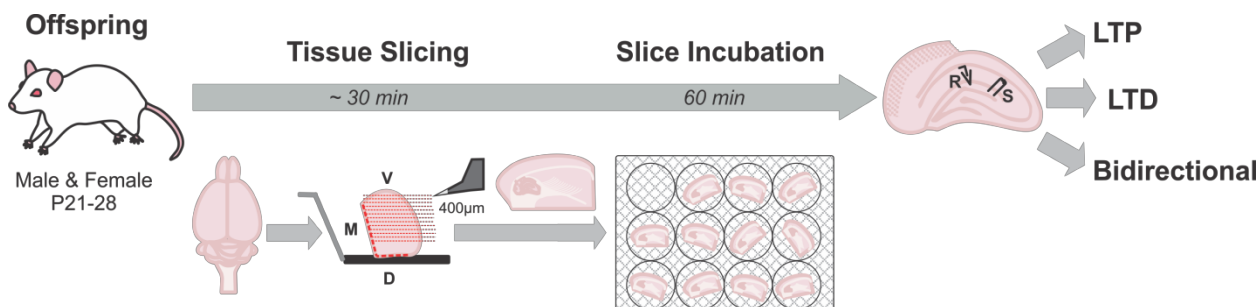 Offspring
Male & Female
P21-28
Tissue Slicing
~ 30 min
Slice Incubation
60 min
V
M
D
400µm
R
S
LTP
LTD
Bidirectional